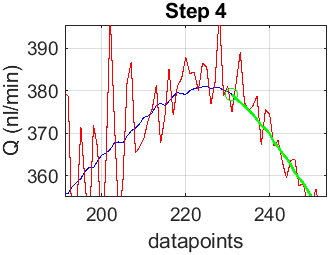 Step 4
390
380
370
360
Q (nl/min)
200 220 240
datapoints